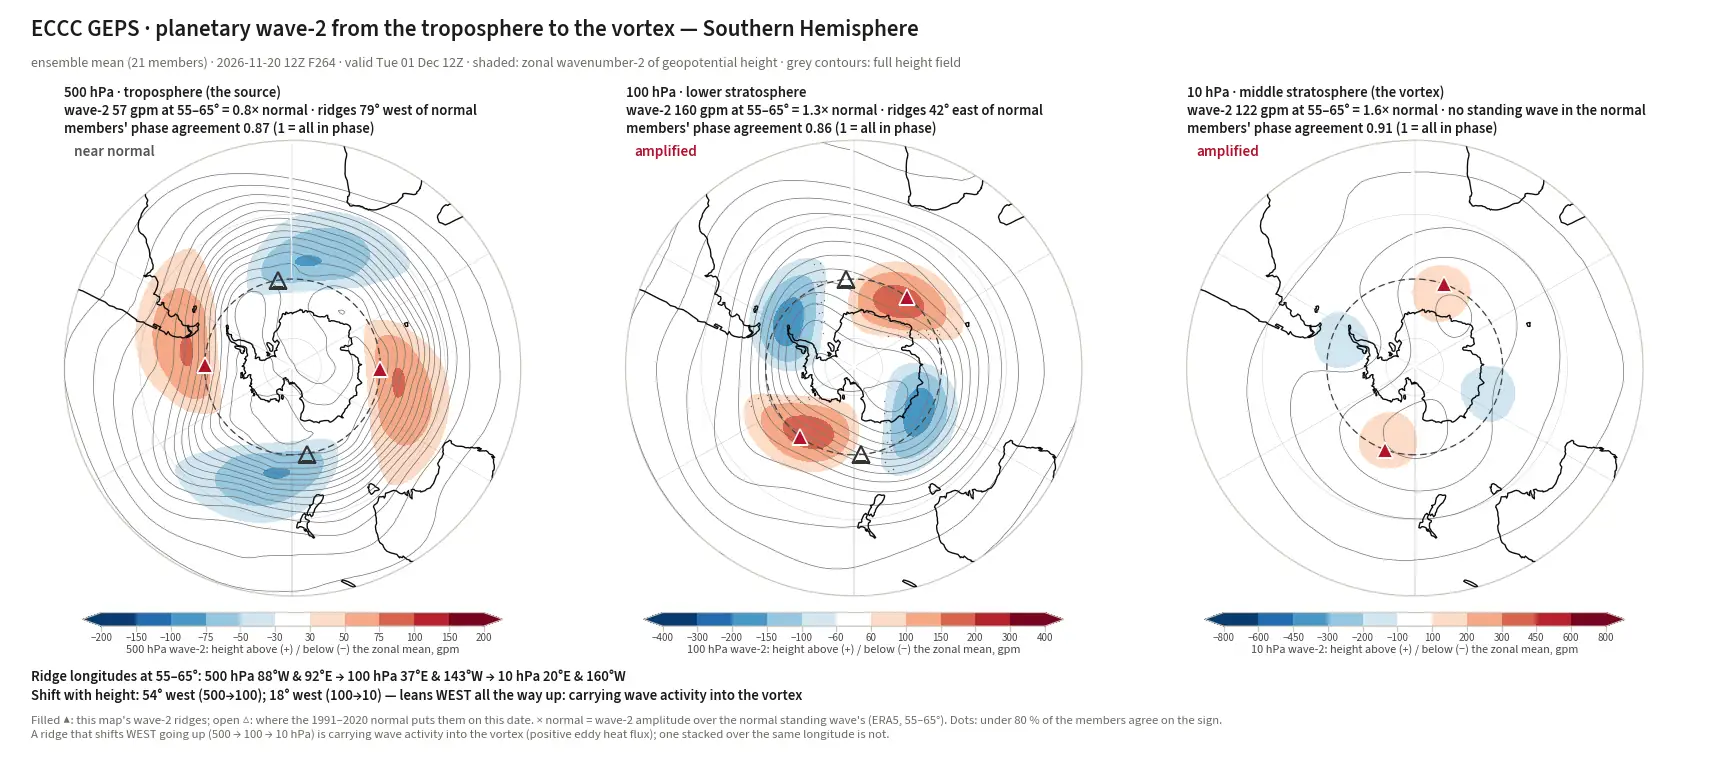 ECCC GEPS · planetary wave-2 from the troposphere to the vortex — Southern Hemisphere
ensemble mean (21 members) · 2026-11-20 12Z F264 · valid Tue 01 Dec 12Z · shaded: zonal wavenumber-2 of geopotential height · grey contours: full height field
500 hPa · troposphere (the source)
wave-2 57 gpm at 55–65° = 0.8× normal · ridges 79° west of normal
members' phase agreement 0.87 (1 = all in phase)
near normal
100 hPa · lower stratosphere
wave-2 160 gpm at 55–65° = 1.3× normal · ridges 42° east of normal
members' phase agreement 0.86 (1 = all in phase)
amplified
10 hPa · middle stratosphere (the vortex)
wave-2 122 gpm at 55–65° = 1.6× normal · no standing wave in the normal
members' phase agreement 0.91 (1 = all in phase)
amplified
−200 −150 −100 −75 −50 −30 30 50 75 100 150 200
500 hPa wave-2: height above (+) / below (−) the zonal mean, gpm
−400 −300 −200 −150 −100 −60 60 100 150 200 300 400
100 hPa wave-2: height above (+) / below (−) the zonal mean, gpm
−800 −600 −450 −300 −200 −100 100 200 300 450 600 800
10 hPa wave-2: height above (+) / below (−) the zonal mean, gpm
Ridge longitudes at 55–65°: 500 hPa 88°W & 92°E → 100 hPa 37°E & 143°W → 10 hPa 20°E & 160°W
Shift with height: 54° west (500→100); 18° west (100→10) — leans WEST all the way up: carrying wave activity into the vortex
Filled ▲: this map's wave-2 ridges; open △: where the 1991–2020 normal puts them on this date. × normal = wave-2 amplitude over the normal standing wave's (ERA5, 55–65°). Dots: under 80 % of the members agree on the sign.
A ridge that shifts WEST going up (500 → 100 → 10 hPa) is carrying wave activity into the vortex (positive eddy heat flux); one stacked over the same longitude is not.